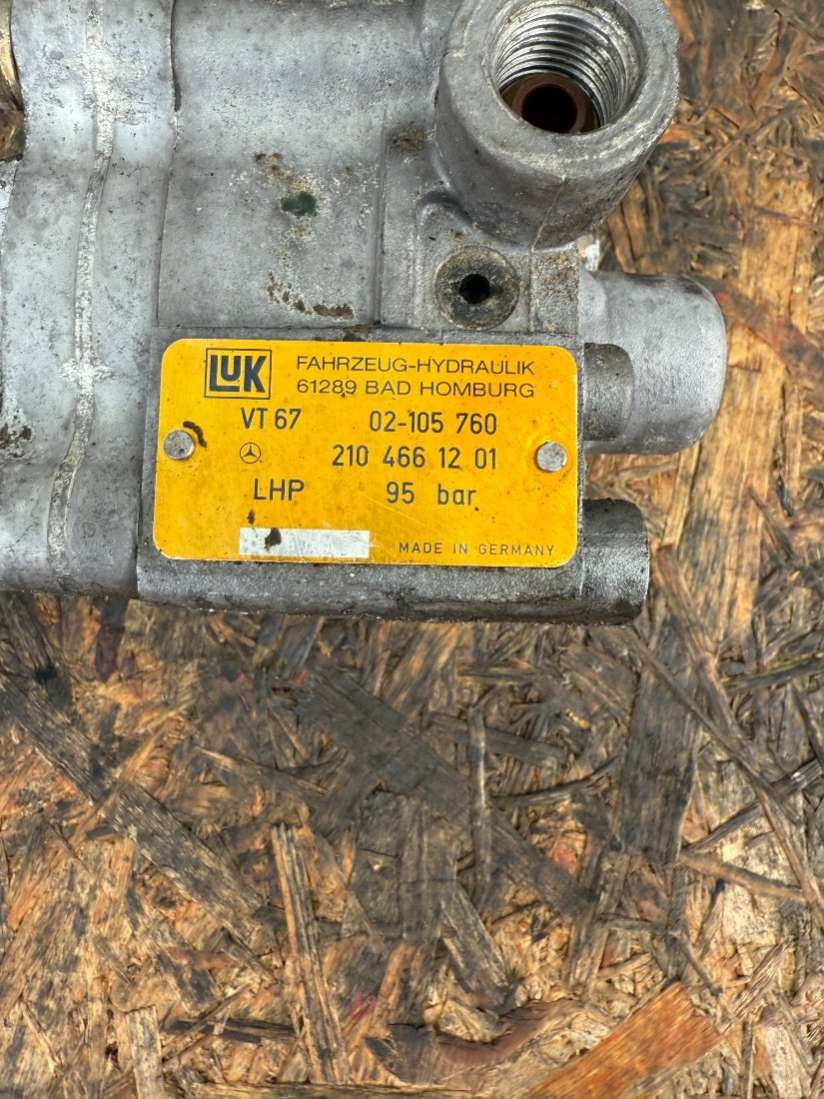 LUK FAHRZEUG-HYDRAULIK
61289 BAD HOMBURG
VT 67 02-105 760
210 466 12 01
LHP 95 bar
MADE IN GERMANY